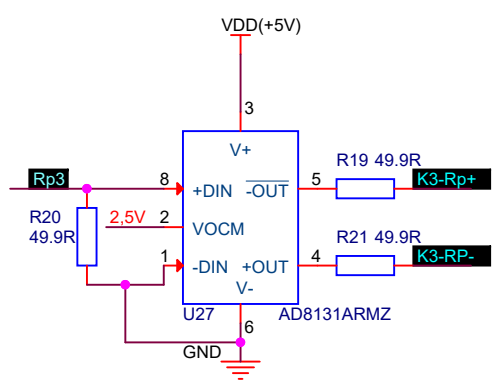 VDD(+5V)
3
V+
R19 49.9R
Rp3
8
+DIN
-OUT
5
K3-Rp+
R20
49.9R
2,5V
2
VOCM
R21 49.9R
1
-DIN
+OUT
4
K3-RP-
V-
U27
AD8131ARMZ
6
GND